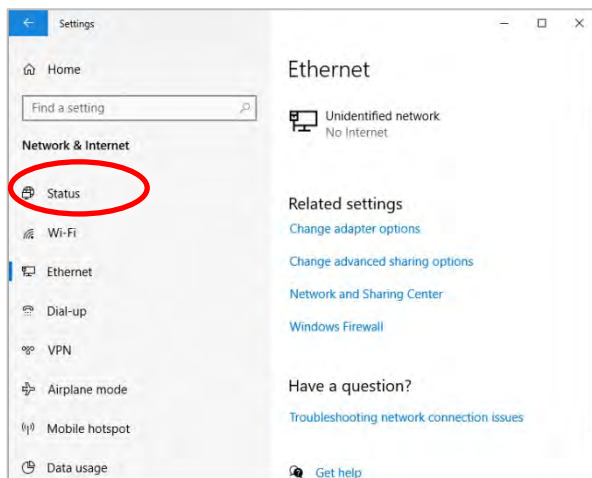 Settings
Home
Find a setting
Network & Internet
Status
Wi-Fi
Ethernet
Dial-up
VPN
Airplane mode
Mobile hotspot
Data usage
Ethernet
Unidentified network
No Internet
Related settings
Change adapter options
Change advanced sharing options
Network and Sharing Center
Windows Firewall
Have a question?
Troubleshooting network connection issues
Get help